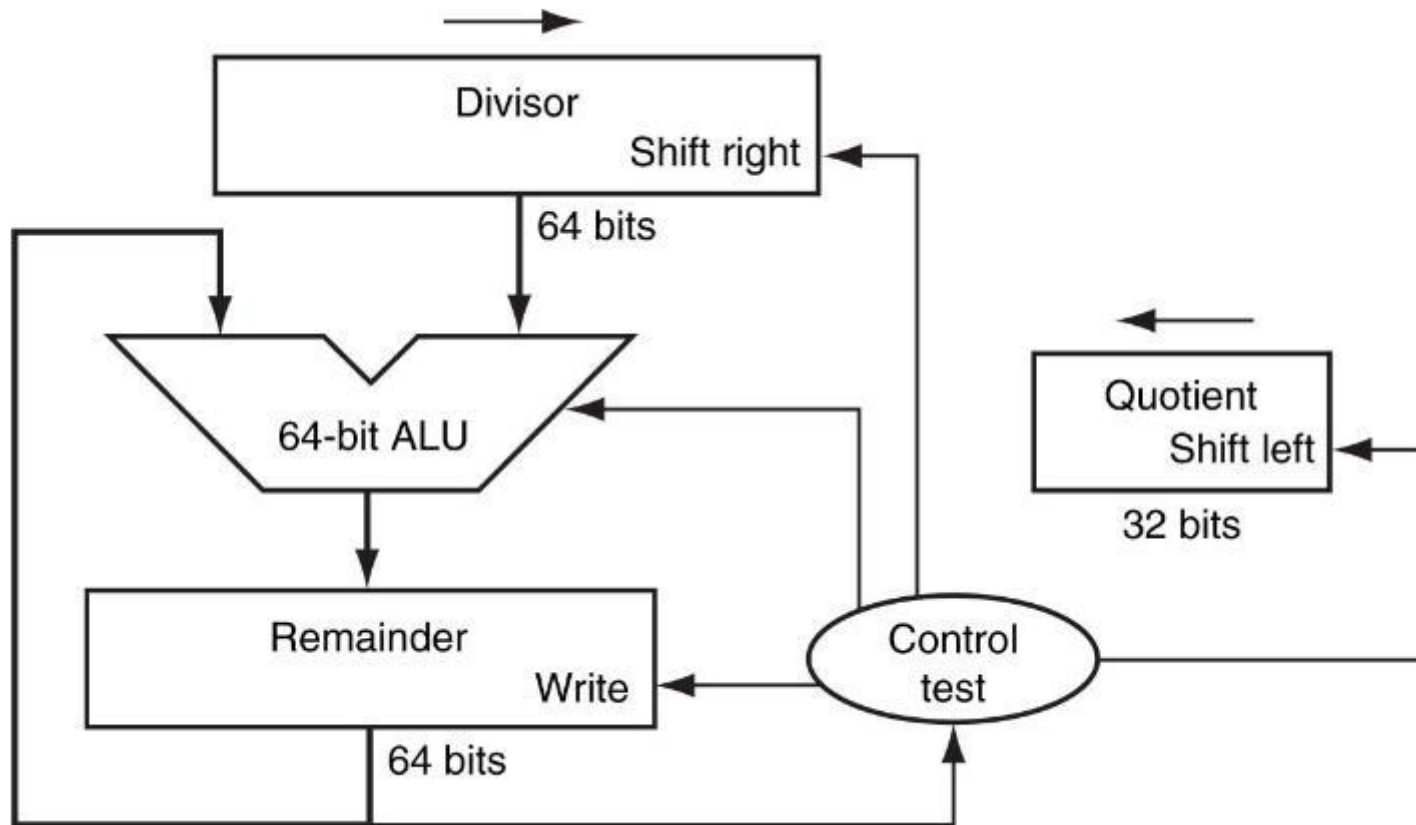 Divisor
Shift right
64 bits
64-bit ALU
Quotient
Shift left
32 bits
Remainder
Write
Control
test
64 bits